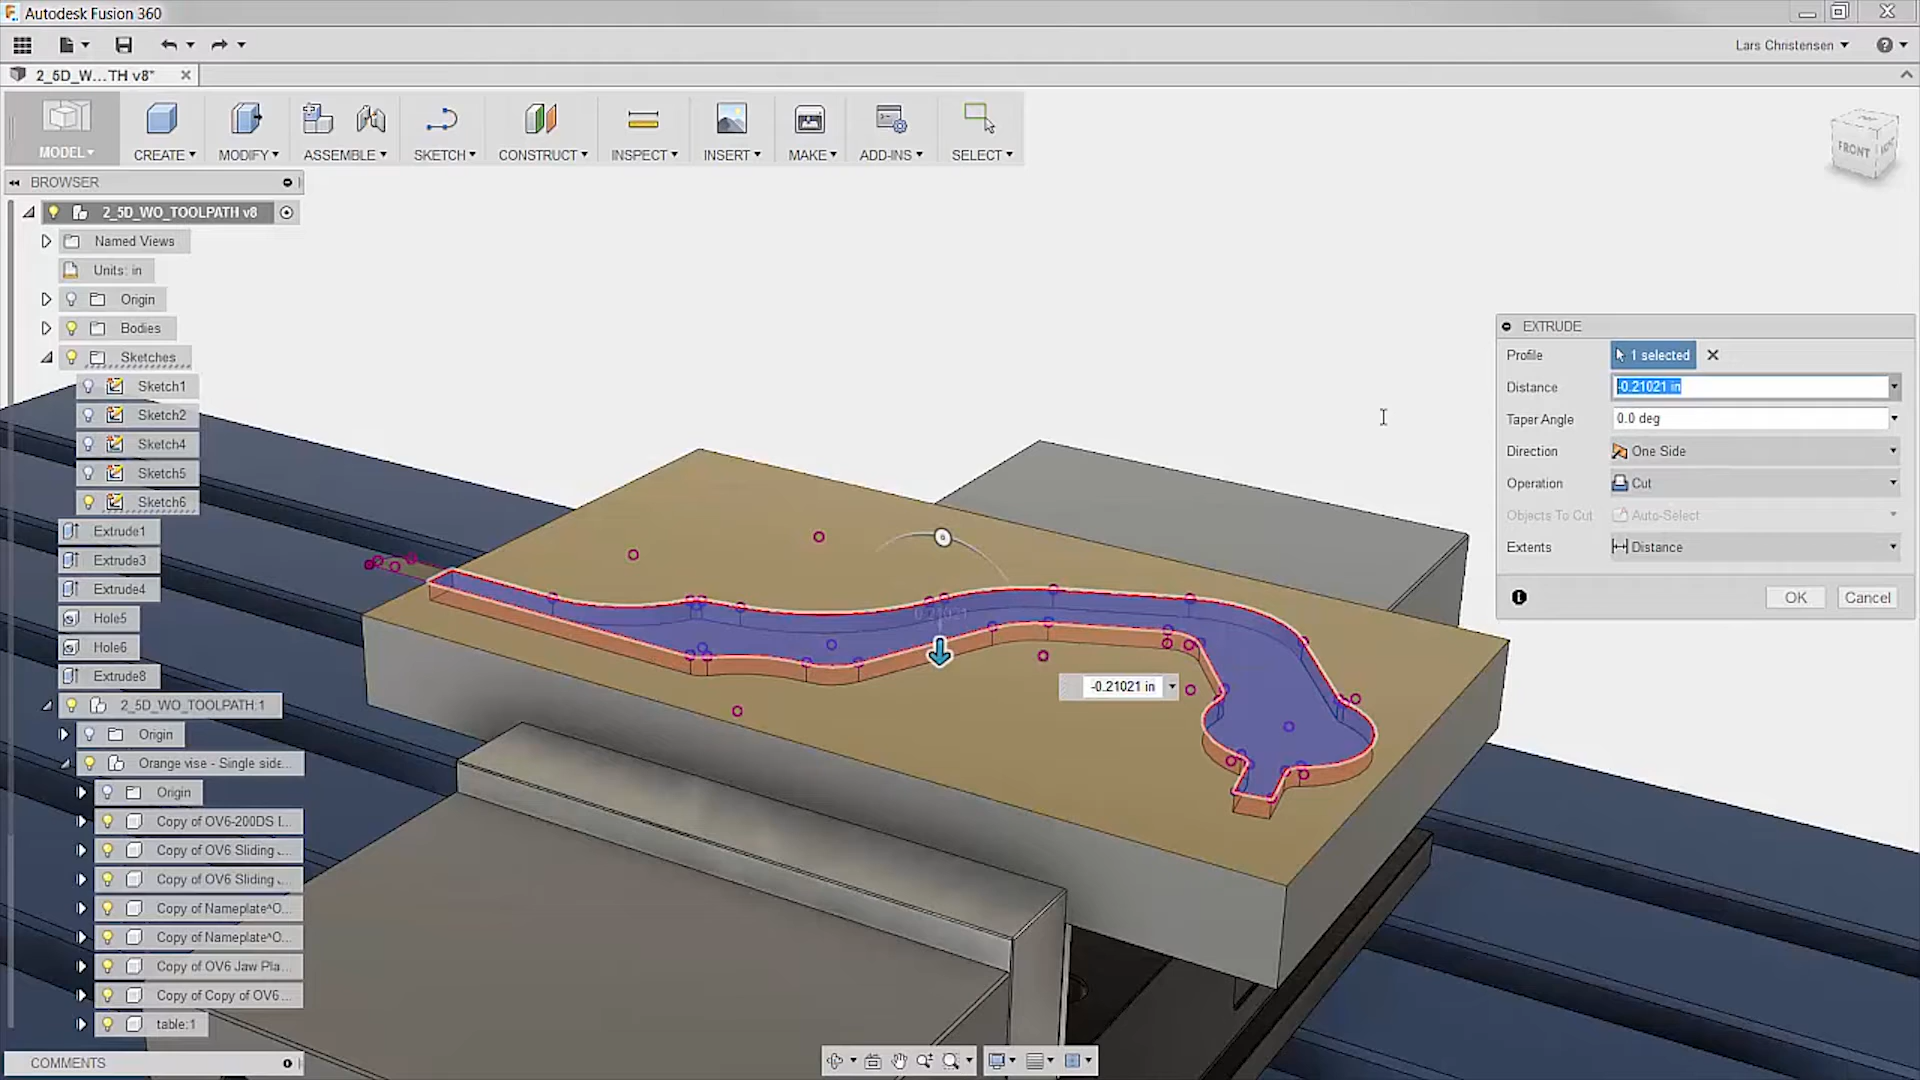 Autodesk Fusion 360
Lars Christensen
2_5D_W...TH v8*
MODEL
CREATE
MODIFY
ASSEMBLE
SKETCH
CONSTRUCT
INSPECT
INSERT
MAKE
ADD-INS
SELECT
FRONT
BROWSER
2_5D_WO_TOOLPATH v8
Named Views
Units: in
Origin
Bodies
Sketches
Sketch1
Sketch2
Sketch4
Sketch5
Sketch6
Extrude1
Extrude3
Extrude4
Hole5
Hole6
Extrude8
2_5D_WO_TOOLPATH:1
Origin
Orange vise - Single side...
Origin
Copy of OV6-200DS I...
Copy of OV6 Sliding ...
Copy of OV6 Sliding ...
Copy of Nameplate^O...
Copy of Nameplate^O...
Copy of OV6 Jaw Pla...
Copy of Copy of OV6 ...
table:1
COMMENTS
0.21021
-0.21021 in
EXTRUDE
Profile 1 selected
Distance -0.21021 in
Taper Angle 0.0 deg
Direction One Side
Operation Cut
Objects To Cut Auto-Select
Extents Distance
OK Cancel